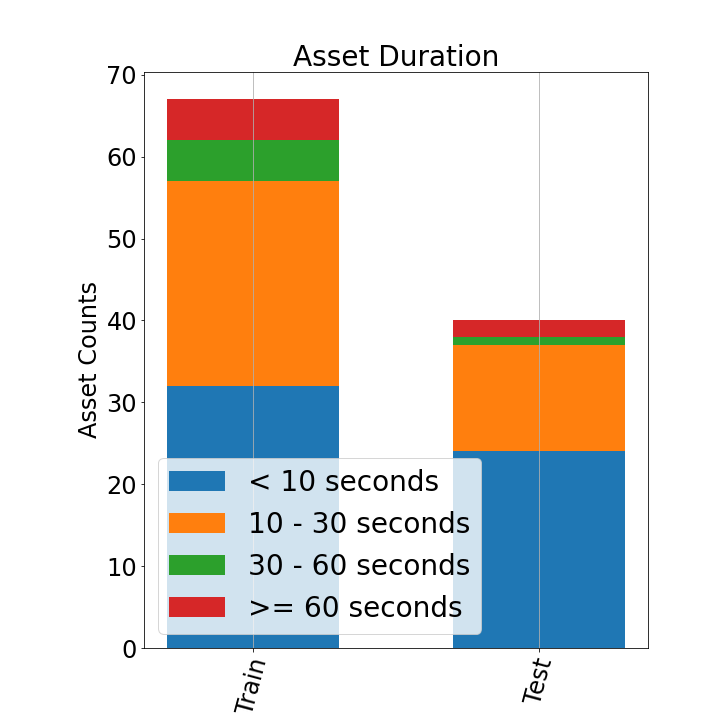 Asset Duration
Asset Counts
70
60
50
40
30
20
10
0
< 10 seconds
10 - 30 seconds
30 - 60 seconds
>= 60 seconds
Train
Test